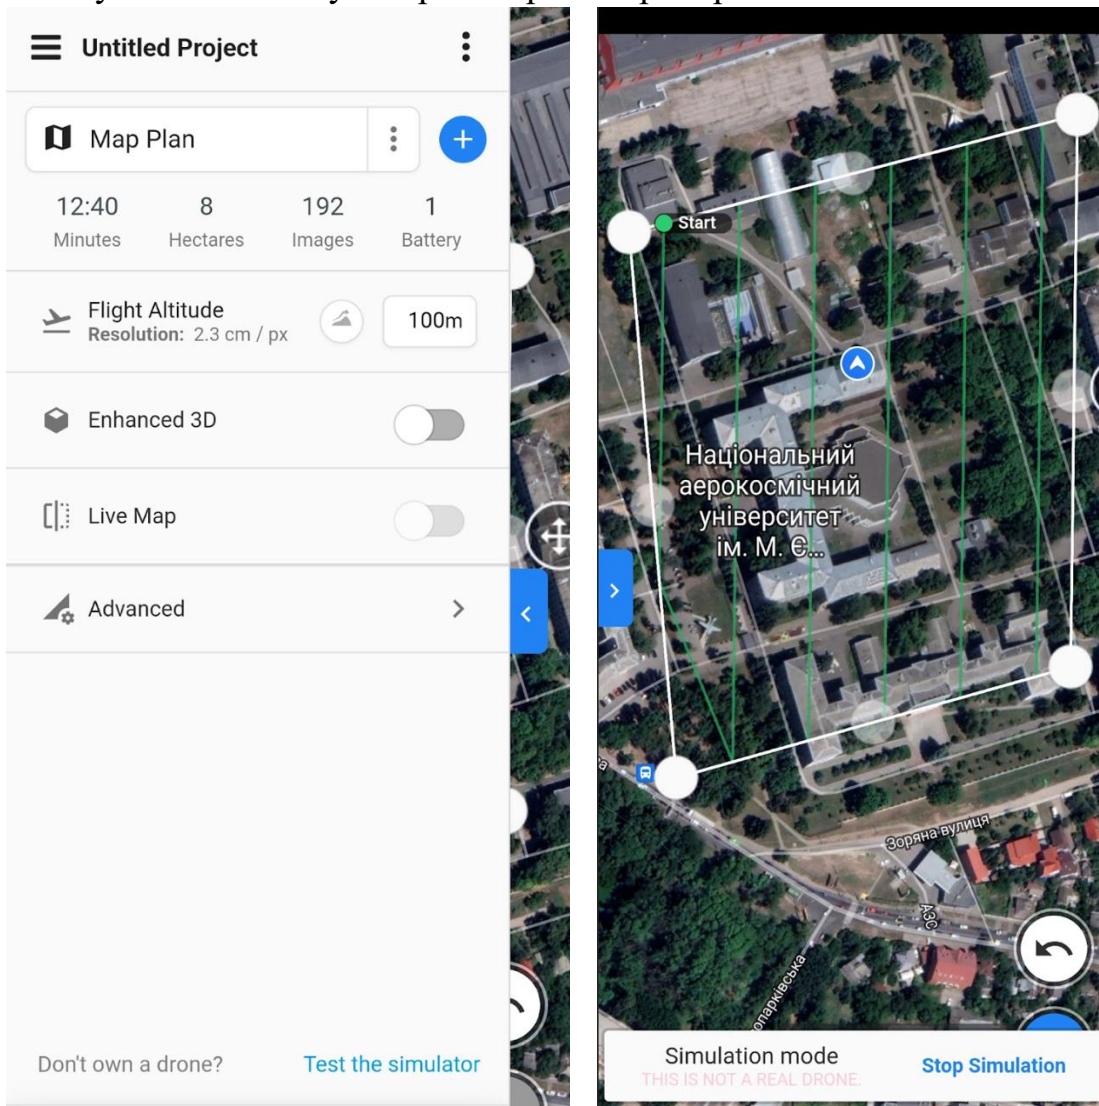 Untitled Project
Map Plan
12:40
8
192
1
Minutes
Hectares
Images
Battery
Flight Altitude
Resolution: 2.3 cm / px
100m
Enhanced 3D
Live Map
Advanced
Don't own a drone?
Test the simulator
Start
Національний
аерокосмічний
університет
ім. М. Є...
Зоряна вулиця
АЗС
Simulation mode
THIS IS NOT A REAL DRONE.
Stop Simulation